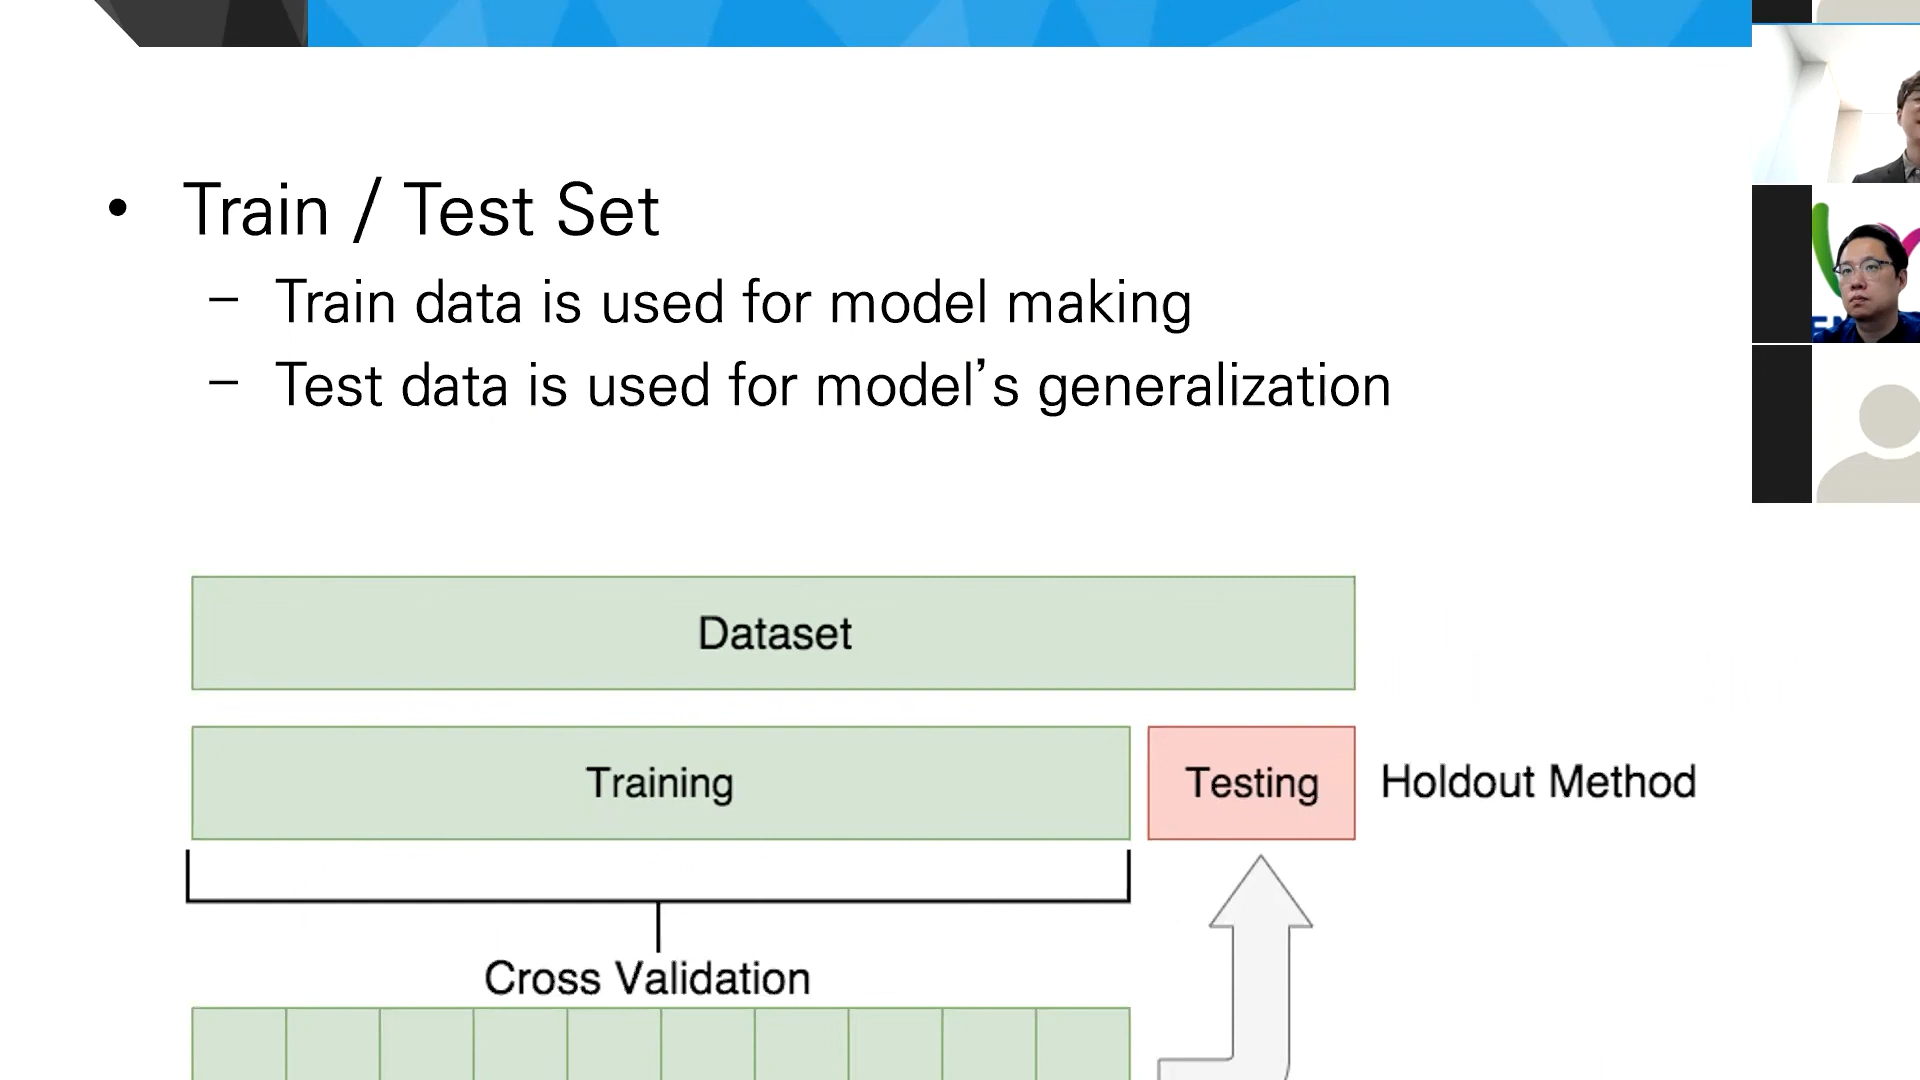 • Train / Test Set
– Train data is used for model making
– Test data is used for model’s generalization
Dataset
Training
Testing
Holdout Method
Cross Validation